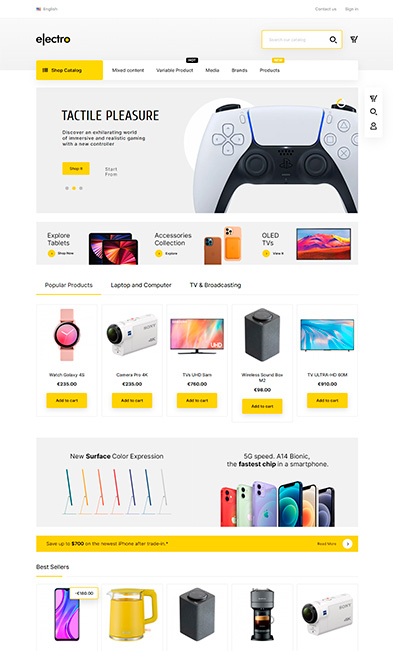 English
Contact us
Sign in
electro
Search our catalog
Shop Catalog
Mixed content
Variable Product
HOT
Media
Brands
Products
NEW
TACTILE PLEASURE
Discover an exhilarating world
of immersive and realistic gaming
with a new controller
Shop It
Start
From
Explore
Tablets
Shop Now
Accessories
Collection
Explore
OLED
TVs
View It
Popular Products
Laptop and Computer
TV & Broadcasting
SONY
UHD
Watch Galaxy 4S
€235.00
Add to cart
Camera Pro 4K
€235.00
Add to cart
TVs UHD Sam
€760.00
Add to cart
Wireless Sound Box
M2
€98.00
Add to cart
TV ULTRA-HD 60M
€910.00
Add to cart
New Surface Color Expression
5G speed. A14 Bionic,
the fastest chip in a smartphone.
Save up to $700 on the newest iPhone after trade-in.*
Read More
Best Sellers
-€189.00
SONY